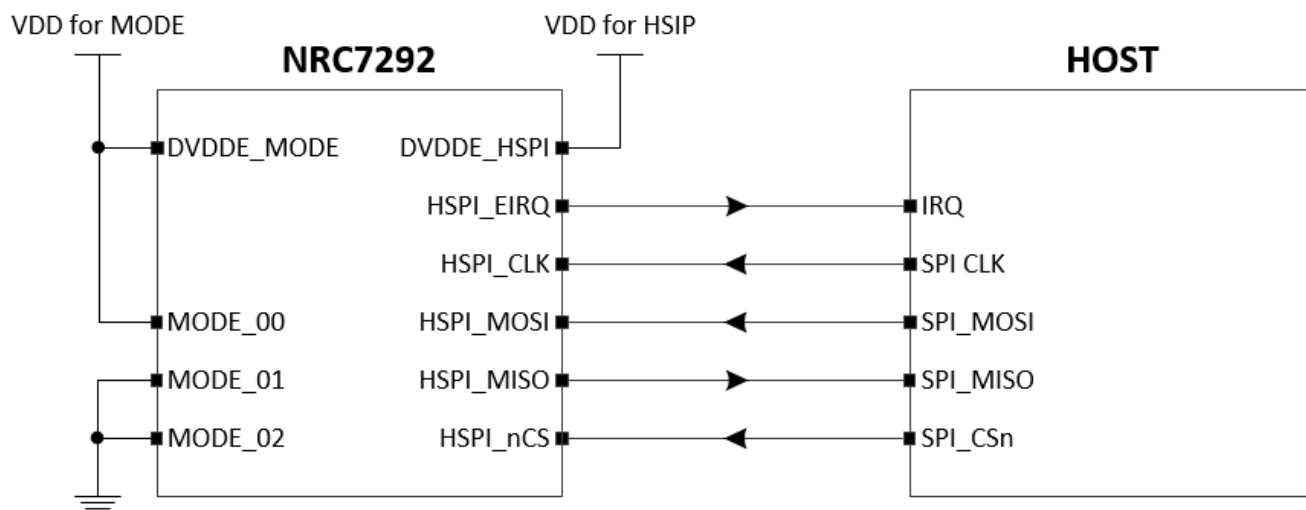 VDD for MODE
VDD for HSIP
NRC7292
HOST
DVDDE_MODE
DVDDE_HSPI
HSPI_EIRQ
IRQ
HSPI_CLK
SPI CLK
MODE_00
HSPI_MOSI
SPI_MOSI
MODE_01
HSPI_MISO
SPI_MISO
MODE_02
HSPI_nCS
SPI_CSn